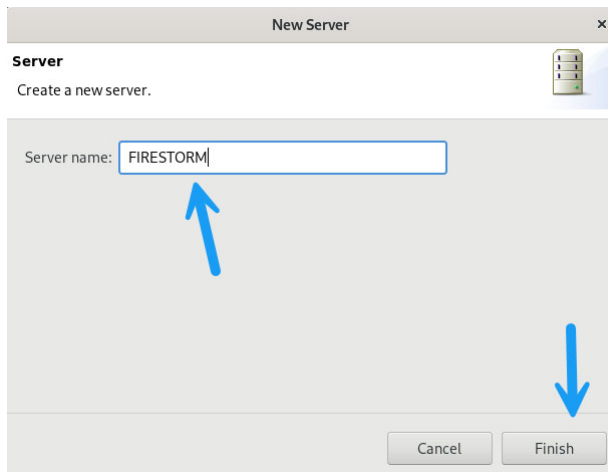 New Server
Server
Create a new server.
Server name: FIRESTORM
Cancel Finish